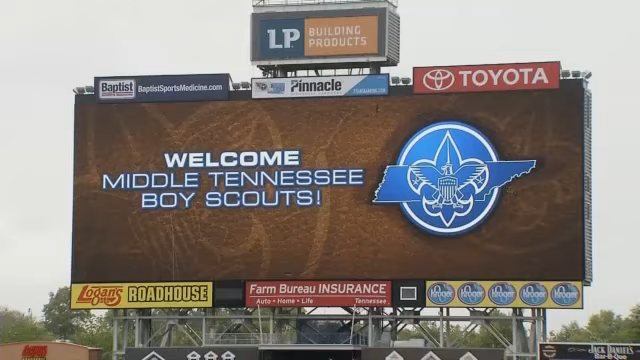 LP BUILDING
PRODUCTS
Baptist BaptistSportsMedicine.com
Pinnacle
TOYOTA
WELCOME
MIDDLE TENNESSEE
BOY SCOUTS!
Logan's ROADHOUSE
Farm Bureau INSURANCE
Auto • Home • Life Tennessee
Kroger Kroger Kroger Kroger Kroger
JACK DANIEL'S